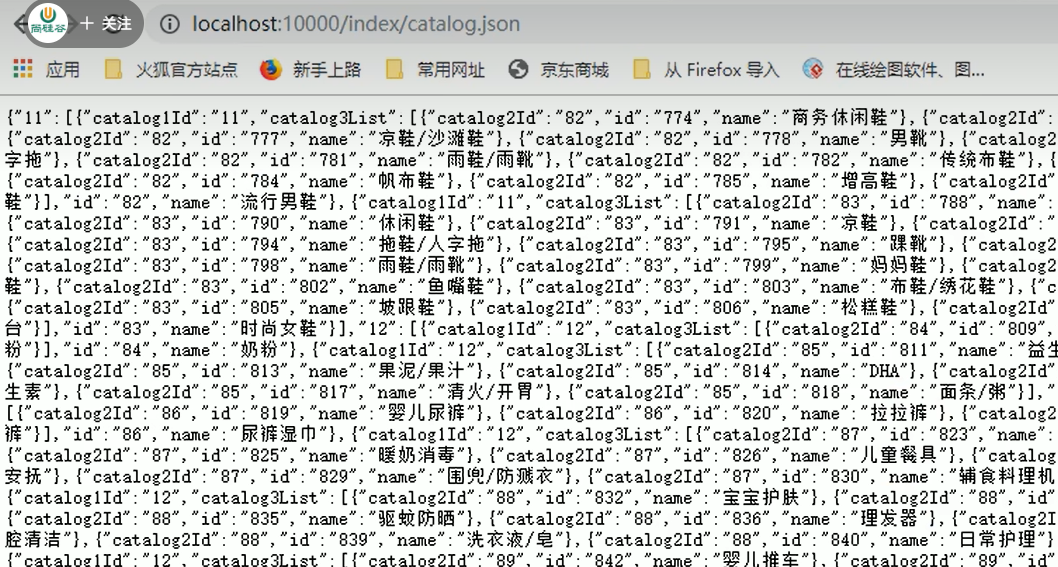 尚硅谷 + 关注 localhost:10000/index/catalog.json
应用 火狐官方站点 新手上路 常用网址 京东商城 从 Firefox 导入 在线绘图软件、图...
{"11":[{"catalog1Id":"11","catalog3List":[{"catalog2Id":"82","id":"774","name":"商务休闲鞋"},{"catalog2Id":
{"catalog2Id":"82","id":"777","name":"凉鞋/沙滩鞋"},{"catalog2Id":"82","id":"778","name":"男靴"},{"catalog2
字拖"},{"catalog2Id":"82","id":"781","name":"雨鞋/雨靴"},{"catalog2Id":"82","id":"782","name":"传统布鞋"},{
{"catalog2Id":"82","id":"784","name":"帆布鞋"},{"catalog2Id":"82","id":"785","name":"增高鞋"},{"catalog2Id"
鞋"}],"id":"82","name":"流行男鞋"},{"catalog1Id":"11","catalog3List":[{"catalog2Id":"83","id":"788","name":
{"catalog2Id":"83","id":"790","name":"休闲鞋"},{"catalog2Id":"83","id":"791","name":"凉鞋"},{"catalog2Id":"
{"catalog2Id":"83","id":"794","name":"拖鞋/人字拖"},{"catalog2Id":"83","id":"795","name":"踝靴"},{"catalog2
{"catalog2Id":"83","id":"798","name":"雨鞋/雨靴"},{"catalog2Id":"83","id":"799","name":"妈妈鞋"},{"catalog2
鞋"},{"catalog2Id":"83","id":"802","name":"鱼嘴鞋"},{"catalog2Id":"83","id":"803","name":"布鞋/绣花鞋"},{"c
{"catalog2Id":"83","id":"805","name":"坡跟鞋"},{"catalog2Id":"83","id":"806","name":"松糕鞋"},{"catalog2Id"
台"}],"id":"83","name":"时尚女鞋"}],"12":[{"catalog1Id":"12","catalog3List":[{"catalog2Id":"84","id":"809",
粉"}],"id":"84","name":"奶粉"},{"catalog1Id":"12","catalog3List":[{"catalog2Id":"85","id":"811","name":"益生
{"catalog2Id":"85","id":"813","name":"果泥/果汁"},{"catalog2Id":"85","id":"814","name":"DHA"},{"catalog2Id"
生素"},{"catalog2Id":"85","id":"817","name":"清火/开胃"},{"catalog2Id":"85","id":"818","name":"面条/粥"}],"
[{"catalog2Id":"86","id":"819","name":"婴儿尿裤"},{"catalog2Id":"86","id":"820","name":"拉拉裤"},{"catalog2
裤"}],"id":"86","name":"尿裤湿巾"},{"catalog1Id":"12","catalog3List":[{"catalog2Id":"87","id":"823","name":
{"catalog2Id":"87","id":"825","name":"暖奶消毒"},{"catalog2Id":"87","id":"826","name":"儿童餐具"},{"catalog
安抚"},{"catalog2Id":"87","id":"829","name":"围兜/防溅衣"},{"catalog2Id":"87","id":"830","name":"辅食料理机
{"catalog1Id":"12","catalog3List":[{"catalog2Id":"88","id":"832","name":"宝宝护肤"},{"catalog2Id":"88","id"
{"catalog2Id":"88","id":"835","name":"驱蚊防晒"},{"catalog2Id":"88","id":"836","name":"理发器"},{"catalog2I
腔清洁"},{"catalog2Id":"88","id":"839","name":"洗衣液/皂"},{"catalog2Id":"88","id":"840","name":"日常护理"}
{"catalog1Id":"12","catalog3List":[{"catalog2Id":"89","id":"842","name":"婴儿推车"},{"catalog2Id":"89","id"